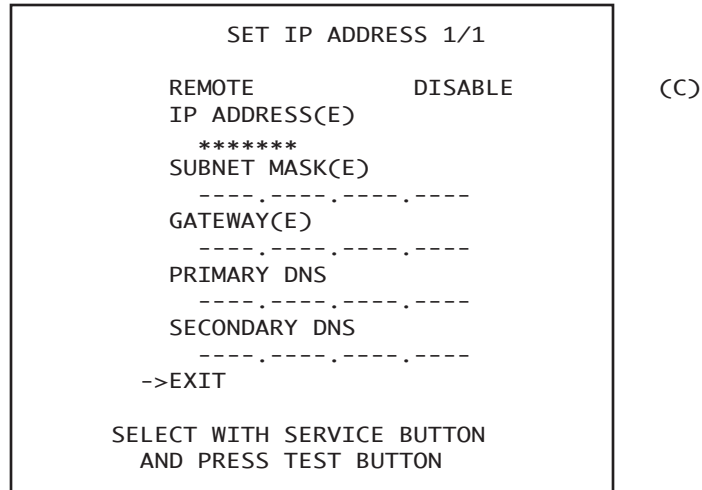 SET IP ADDRESS 1/1
REMOTE DISABLE (C)
IP ADDRESS(E)
*******
SUBNET MASK(E)
----.----.----.----
GATEWAY(E)
----.----.----.----
PRIMARY DNS
----.----.----.----
SECONDARY DNS
----.----.----.----
->EXIT
SELECT WITH SERVICE BUTTON
AND PRESS TEST BUTTON